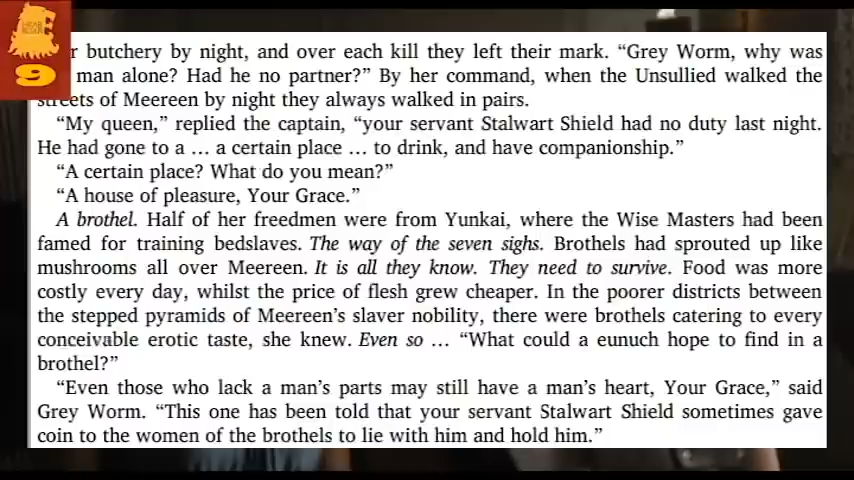 HEAR
ROAR
9
r butchery by night, and over each kill they left their mark. “Grey Worm, why was
man alone? Had he no partner?” By her command, when the Unsullied walked the
streets of Meereen by night they always walked in pairs.
“My queen,” replied the captain, “your servant Stalwart Shield had no duty last night.
He had gone to a … a certain place … to drink, and have companionship.”
“A certain place? What do you mean?”
“A house of pleasure, Your Grace.”
A brothel. Half of her freedmen were from Yunkai, where the Wise Masters had been
famed for training bedslaves. The way of the seven sighs. Brothels had sprouted up like
mushrooms all over Meereen. It is all they know. They need to survive. Food was more
costly every day, whilst the price of flesh grew cheaper. In the poorer districts between
the stepped pyramids of Meereen’s slaver nobility, there were brothels catering to every
conceivable erotic taste, she knew. Even so … “What could a eunuch hope to find in a
brothel?”
“Even those who lack a man’s parts may still have a man’s heart, Your Grace,” said
Grey Worm. “This one has been told that your servant Stalwart Shield sometimes gave
coin to the women of the brothels to lie with him and hold him.”